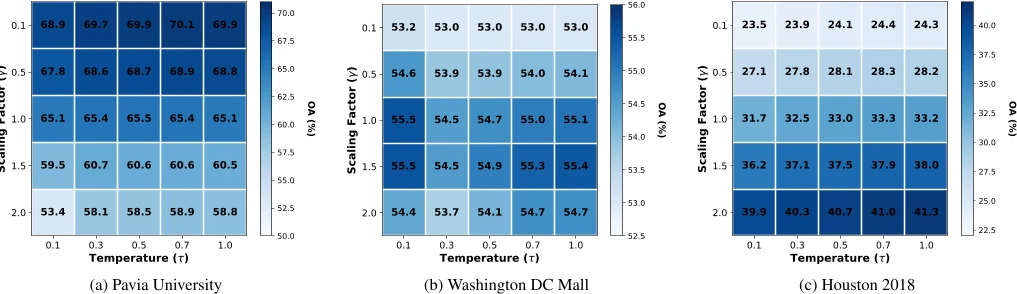 0.1 68.9 69.7 69.9 70.1 69.9
0.5 67.8 68.6 68.7 68.9 68.8
1.0 65.1 65.4 65.5 65.4 65.1
1.5 59.5 60.7 60.6 60.6 60.5
2.0 53.4 58.1 58.5 58.9 58.8
0.1 0.3 0.5 0.7 1.0
Temperature (τ)
Scaling Factor (γ)
70.0
67.5
65.0
62.5
60.0
57.5
55.0
52.5
50.0
OA (%)
(a) Pavia University
0.1 53.2 53.0 53.0 53.0 53.0
0.5 54.6 53.9 53.9 54.0 54.1
1.0 55.5 54.5 54.7 55.0 55.1
1.5 55.5 54.5 54.9 55.3 55.4
2.0 54.4 53.7 54.1 54.7 54.7
0.1 0.3 0.5 0.7 1.0
Temperature (τ)
Scaling Factor (γ)
56.0
55.5
55.0
54.5
54.0
53.5
53.0
52.5
OA (%)
(b) Washington DC Mall
0.1 23.5 23.9 24.1 24.4 24.3
0.5 27.1 27.8 28.1 28.3 28.2
1.0 31.7 32.5 33.0 33.3 33.2
1.5 36.2 37.1 37.5 37.9 38.0
2.0 39.9 40.3 40.7 41.0 41.3
0.1 0.3 0.5 0.7 1.0
Temperature (τ)
Scaling Factor (γ)
40.0
37.5
35.0
32.5
30.0
27.5
25.0
22.5
OA (%)
(c) Houston 2018